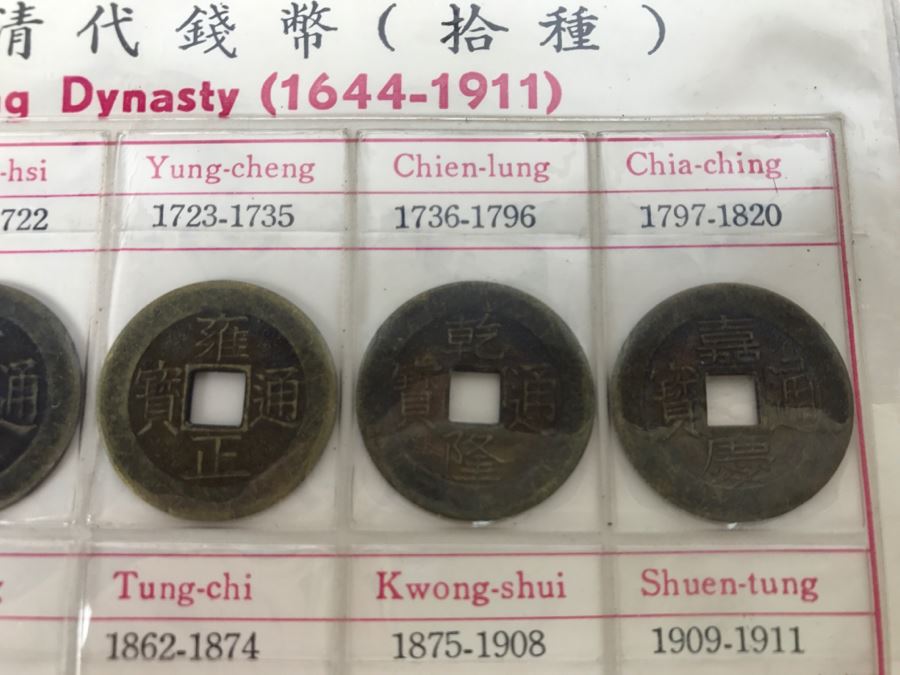 清代錢幣(拾種)
ng Dynasty (1644-1911)
-hsi Yung-cheng Chien-lung Chia-ching
722 1723-1735 1736-1796 1797-1820
通
雍
寶 通
正
乾
寶 通
隆
嘉
寶 通
慶
g Tung-chi Kwong-shui Shuen-tung
1862-1874 1875-1908 1909-1911